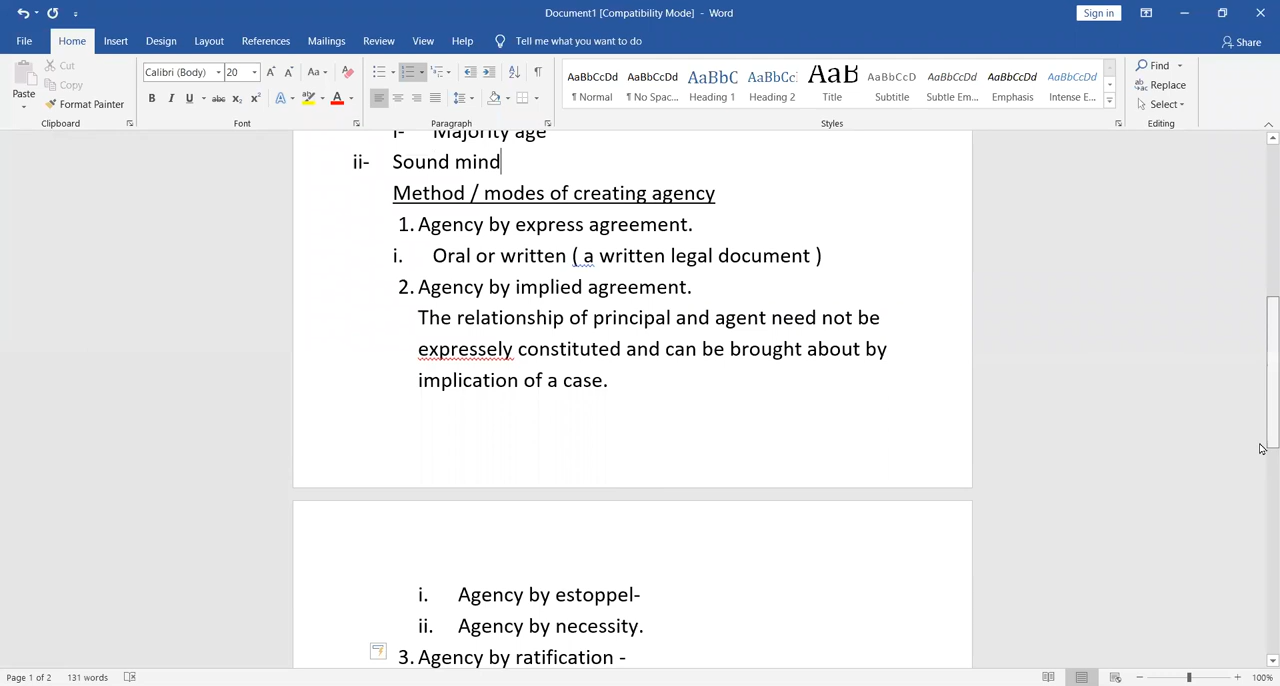 Document1 [Compatibility Mode] - Word
Sign in
File Home Insert Design Layout References Mailings Review View Help Tell me what you want to do
Share
Paste
Cut
Copy
Format Painter
Clipboard
Calibri (Body) 20
Aa
B I U abc x2 x2 A A
Font
Paragraph
AaBbCcDd AaBbCcDd AaBbC AaBbCc AaB AaBbCcD AaBbCcDd AaBbCcDd AaBbCcDd
¶ Normal ¶ No Spac... Heading 1 Heading 2 Title Subtitle Subtle Em... Emphasis Intense E...
Styles
Find
Replace
Select
Editing
i- Majority age
ii- Sound mind
Method / modes of creating agency
1. Agency by express agreement.
i. Oral or written ( a written legal document )
2. Agency by implied agreement.
The relationship of principal and agent need not be
expressely constituted and can be brought about by
implication of a case.
i. Agency by estoppel-
ii. Agency by necessity.
3. Agency by ratification -
Page 1 of 2 131 words
100%